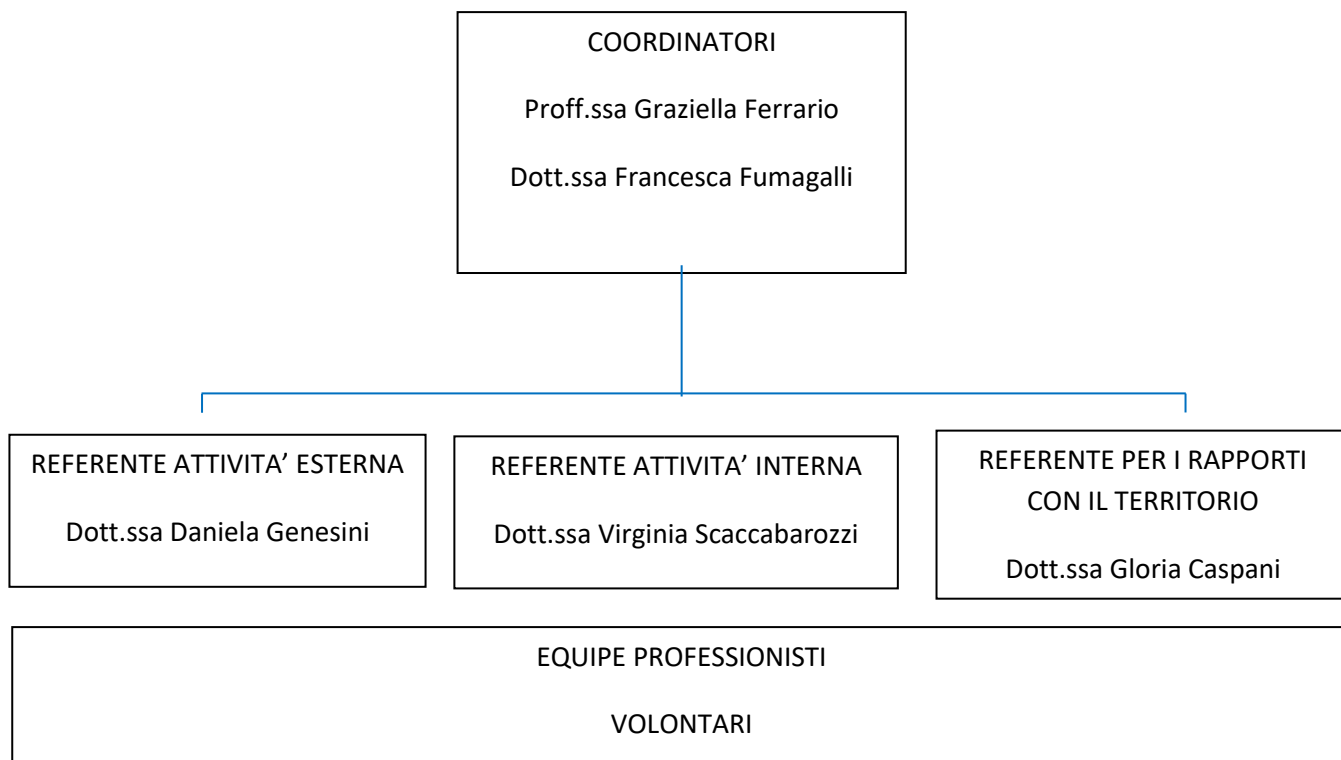 COORDINATORI
Proff.ssa Graziella Ferrario
Dott.ssa Francesca Fumagalli
REFERENTE ATTIVITA’ ESTERNA
Dott.ssa Daniela Genesini
REFERENTE ATTIVITA’ INTERNA
Dott.ssa Virginia Scaccabarozzi
REFERENTE PER I RAPPORTI
CON IL TERRITORIO
Dott.ssa Gloria Caspani
EQUIPE PROFESSIONISTI
VOLONTARI